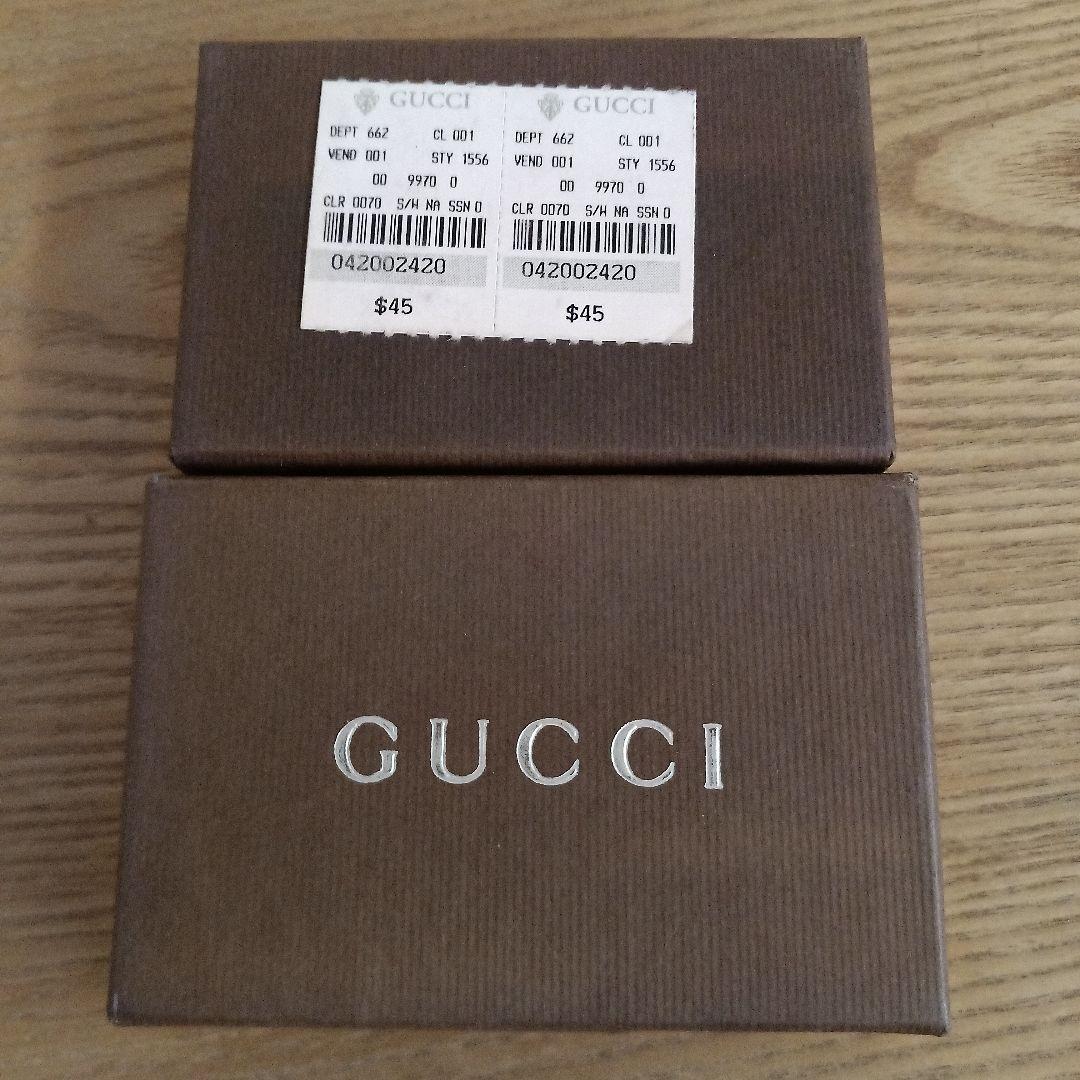 GUCCI
DEPT 662 CL 001
VEND 001 STY 1556
00 9970 0
CLR 0070 S/W NA SSN 0
042002420
$45
GUCCI
DEPT 662 CL 001
VEND 001 STY 1556
00 9970 0
CLR 0070 S/W NA SSN 0
042002420
$45
GUCCI